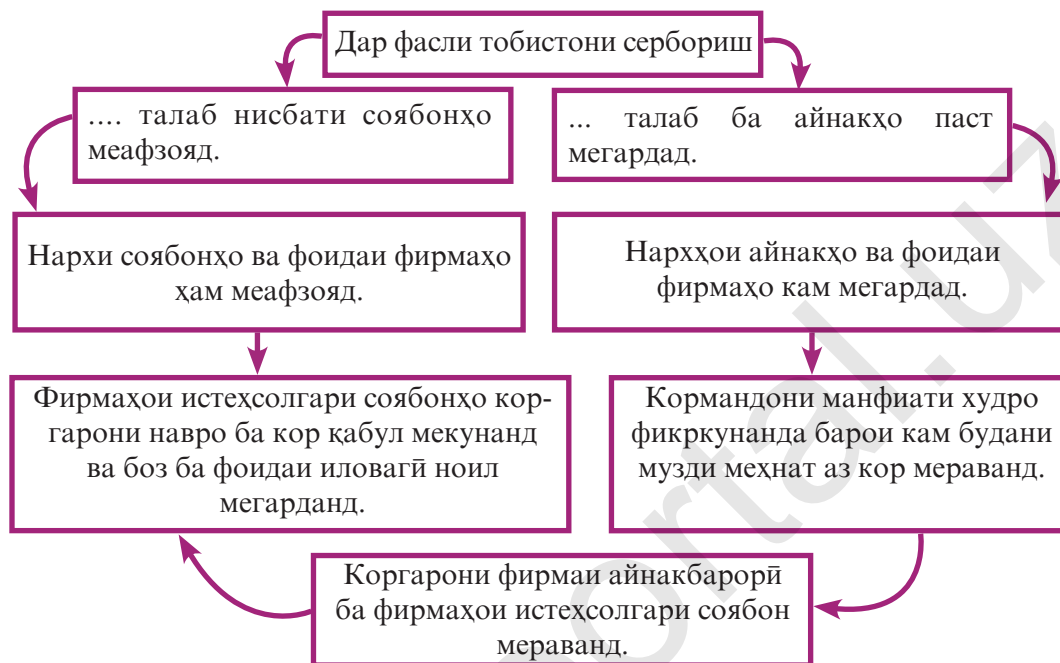 Дар фасли тобистони сербориш
.... талаб нисбати соябонҳо
меафзояд.
... талаб ба айнакҳо паст
мегардад.
Нархи соябонҳо ва фоидаи фирмаҳо
ҳам меафзояд.
Нархҳои айнакҳо ва фоидаи
фирмаҳо кам мегардад.
Фирмаҳои истеҳсолгари соябонҳо кор-
гарони навро ба кор қабул мекунанд
ва боз ба фоидаи иловагӣ ноил
мегарданд.
Кормандони манфиати худро
фикркунанда барои кам будани
музди меҳнат аз кор мераванд.
Коргарони фирмаи айнакбарорӣ
ба фирмаҳои истеҳсолгари соябон
мераванд.
ortal.uz